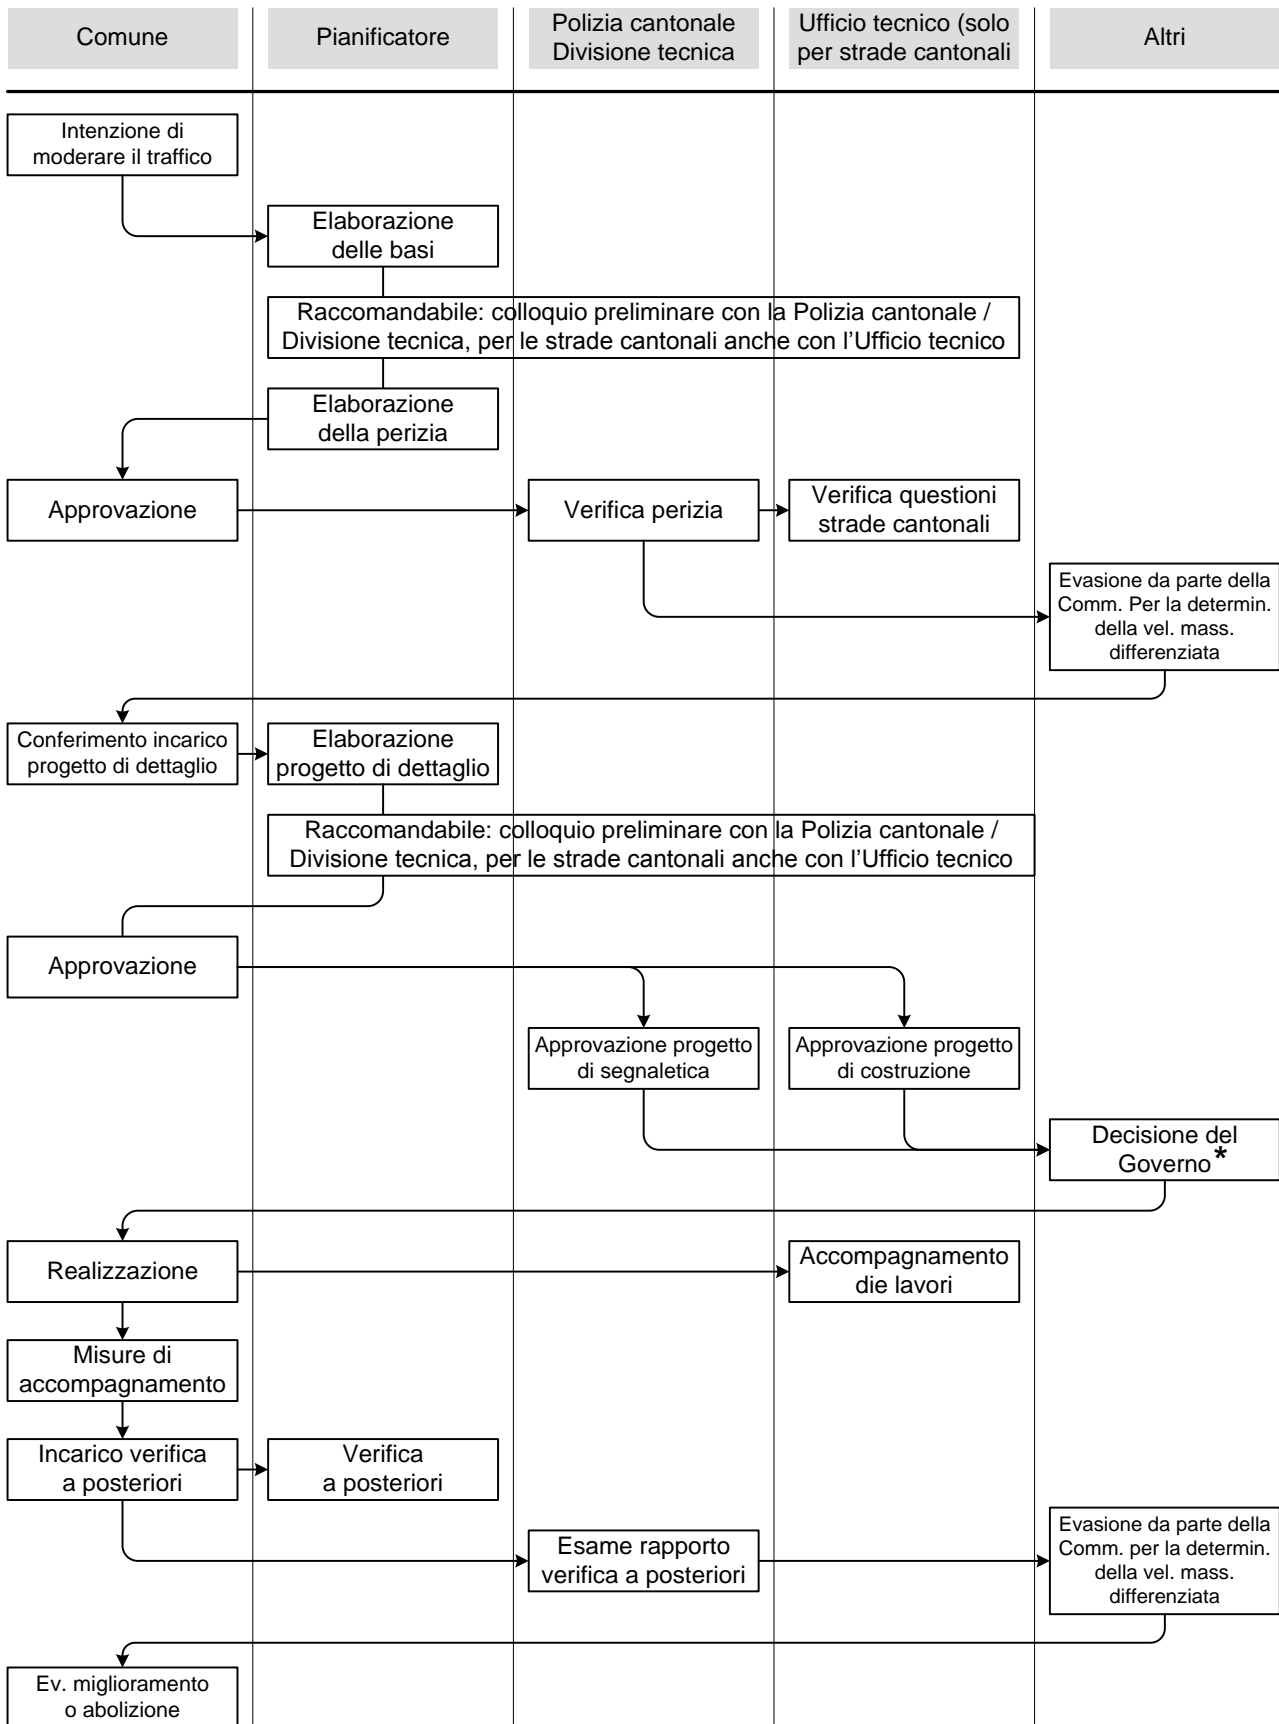 Comune
Pianificatore
Polizia cantonale
Divisione tecnica
Ufficio tecnico (solo
per strade cantonali
Altri
Intenzione di
moderare il traffico
Elaborazione
delle basi
Raccomandabile: colloquio preliminare con la Polizia cantonale /
Divisione tecnica, per le strade cantonali anche con l'Ufficio tecnico
Elaborazione
della perizia
Approvazione
Verifica perizia
Verifica questioni
strade cantonali
Evasione da parte della
Comm. Per la determin.
della vel. mass.
differenziata
Conferimento incarico
progetto di dettaglio
Elaborazione
progetto di dettaglio
Raccomandabile: colloquio preliminare con la Polizia cantonale /
Divisione tecnica, per le strade cantonali anche con l'Ufficio tecnico
Approvazione
Approvazione progetto
di segnaletica
Approvazione progetto
di costruzione
Decisione del
Governo*
Realizzazione
Accompagnamento
die lavori
Misure di
accompagnamento
Incarico verifica
a posteriori
Verifica
a posteriori
Esame rapporto
verifica a posteriori
Evasione da parte della
Comm. per la determin.
della vel. mass.
differenziata
Ev. miglioramento
o abolizione